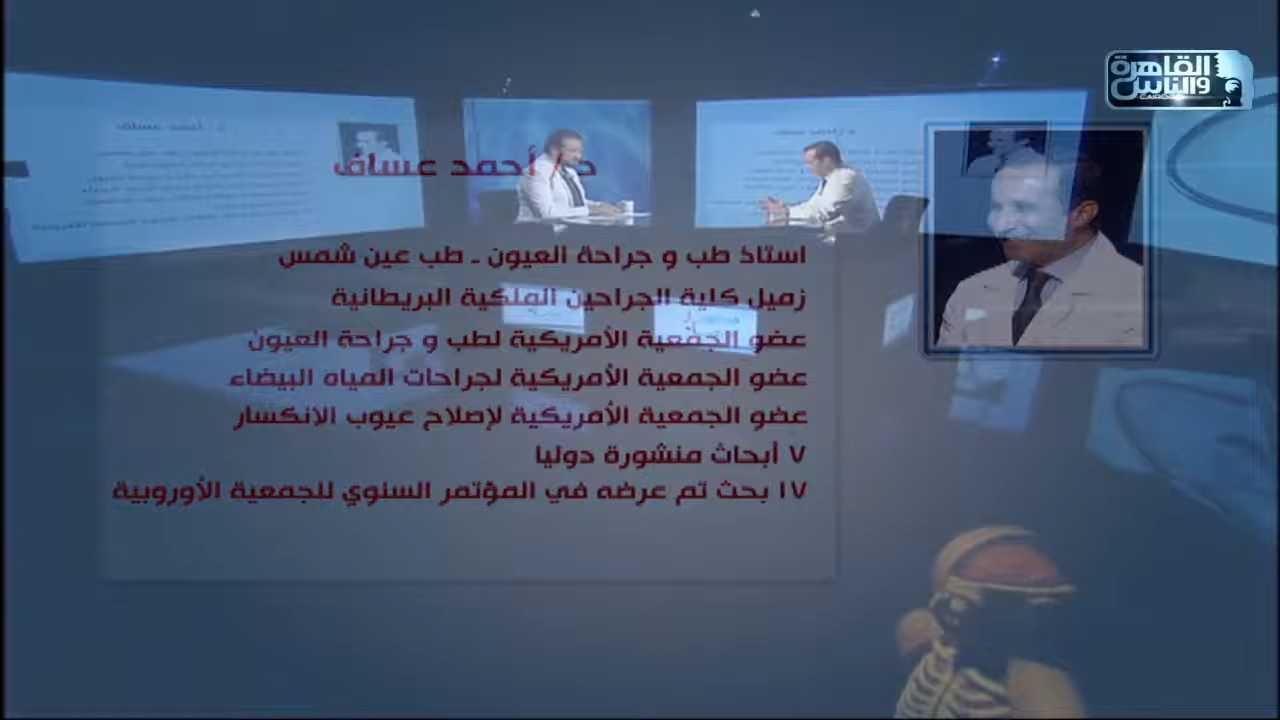 القاهرة
والناس
CAIRO
د/ أحمد عساف
استاذ طب و جراحة العيون - طب عين شمس
زميل كلية الجراحين الملكية البريطانية
عضو الجمعية الأمريكية لطب و جراحة العيون
عضو الجمعية الأمريكية لجراحات المياه البيضاء
عضو الجمعية الأمريكية لإصلاح عيوب الانكسار
٧ أبحاث منشورة دوليا
١٧ بحث تم عرضه في المؤتمر السنوي للجمعية الأوروبية